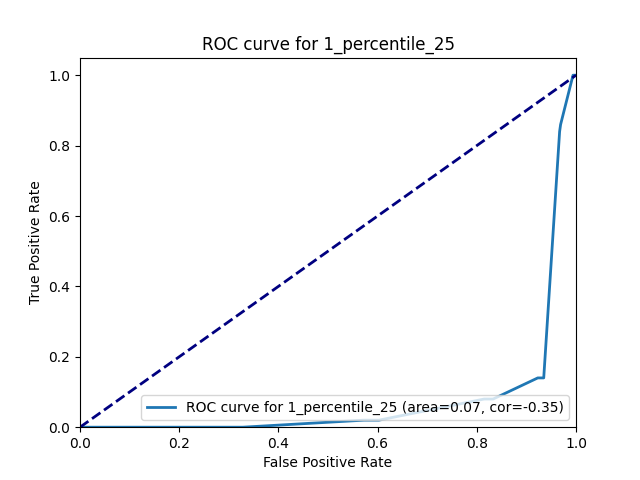 ROC curve for 1_percentile_25
True Positive Rate
1.0
0.8
0.6
0.4
0.2
0.0
ROC curve for 1_percentile_25 (area=0.07, cor=-0.35)
0.0 0.2 0.4 0.6 0.8 1.0
False Positive Rate